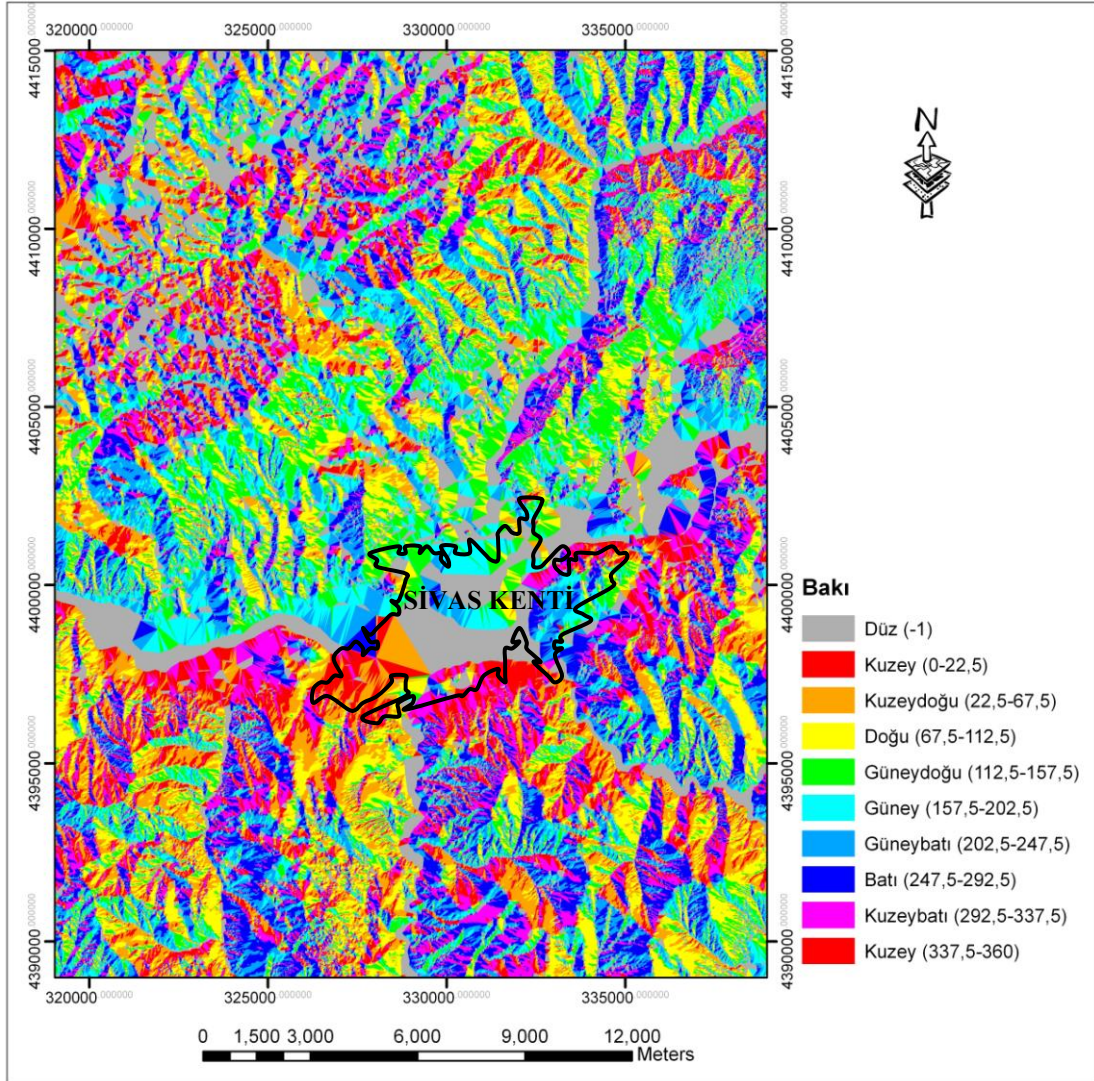 320000 000000 325000 000000 330000 000000 335000 000000
4415000 000000
4415000 000000
4410000 000000
4410000 000000
4405000 000000
4405000 000000
4400000 000000
4400000 000000
4395000 000000
4395000 000000
4390000 000000
4390000 000000
N
SİVAS KENTİ
Bakı
Düz (-1)
Kuzey (0-22,5)
Kuzeydoğu (22,5-67,5)
Doğu (67,5-112,5)
Güneydoğu (112,5-157,5)
Güney (157,5-202,5)
Güneybatı (202,5-247,5)
Batı (247,5-292,5)
Kuzeybatı (292,5-337,5)
Kuzey (337,5-360)
320000 000000 325000 000000 330000 000000 335000 000000
0 1,500 3,000 6,000 9,000 12,000
Meters